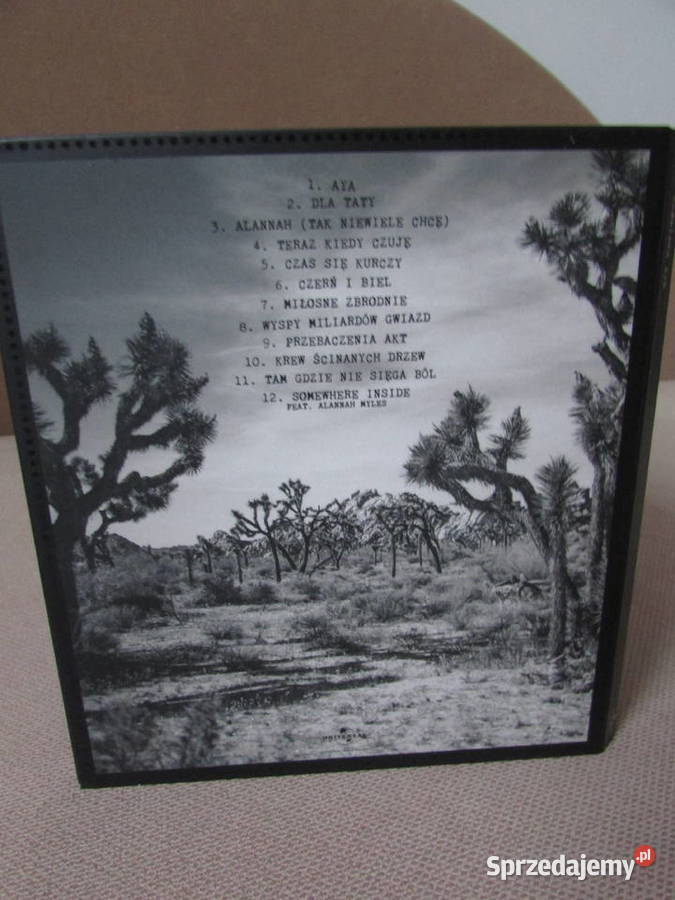 1. AYA
2. DLA TATY
3. ALANNAH (TAK NIEWIELE CHCĘ)
4. TERAZ KIEDY CZUJĘ
5. CZAS SIĘ KURCZY
6. CZERŃ I BIEL
7. MIŁOSNE ZBRODNIE
8. WYSPY MILIARDÓW GWIAZD
9. PRZEBACZENIA AKT
10. KREW ŚCINANYCH DRZEW
11. TAM GDZIE NIE SIĘGA BÓL
12. SOMEWHERE INSIDE
FEAT. ALANNAH MYLES
UNIVERSAL
Sprzedajemy.pl